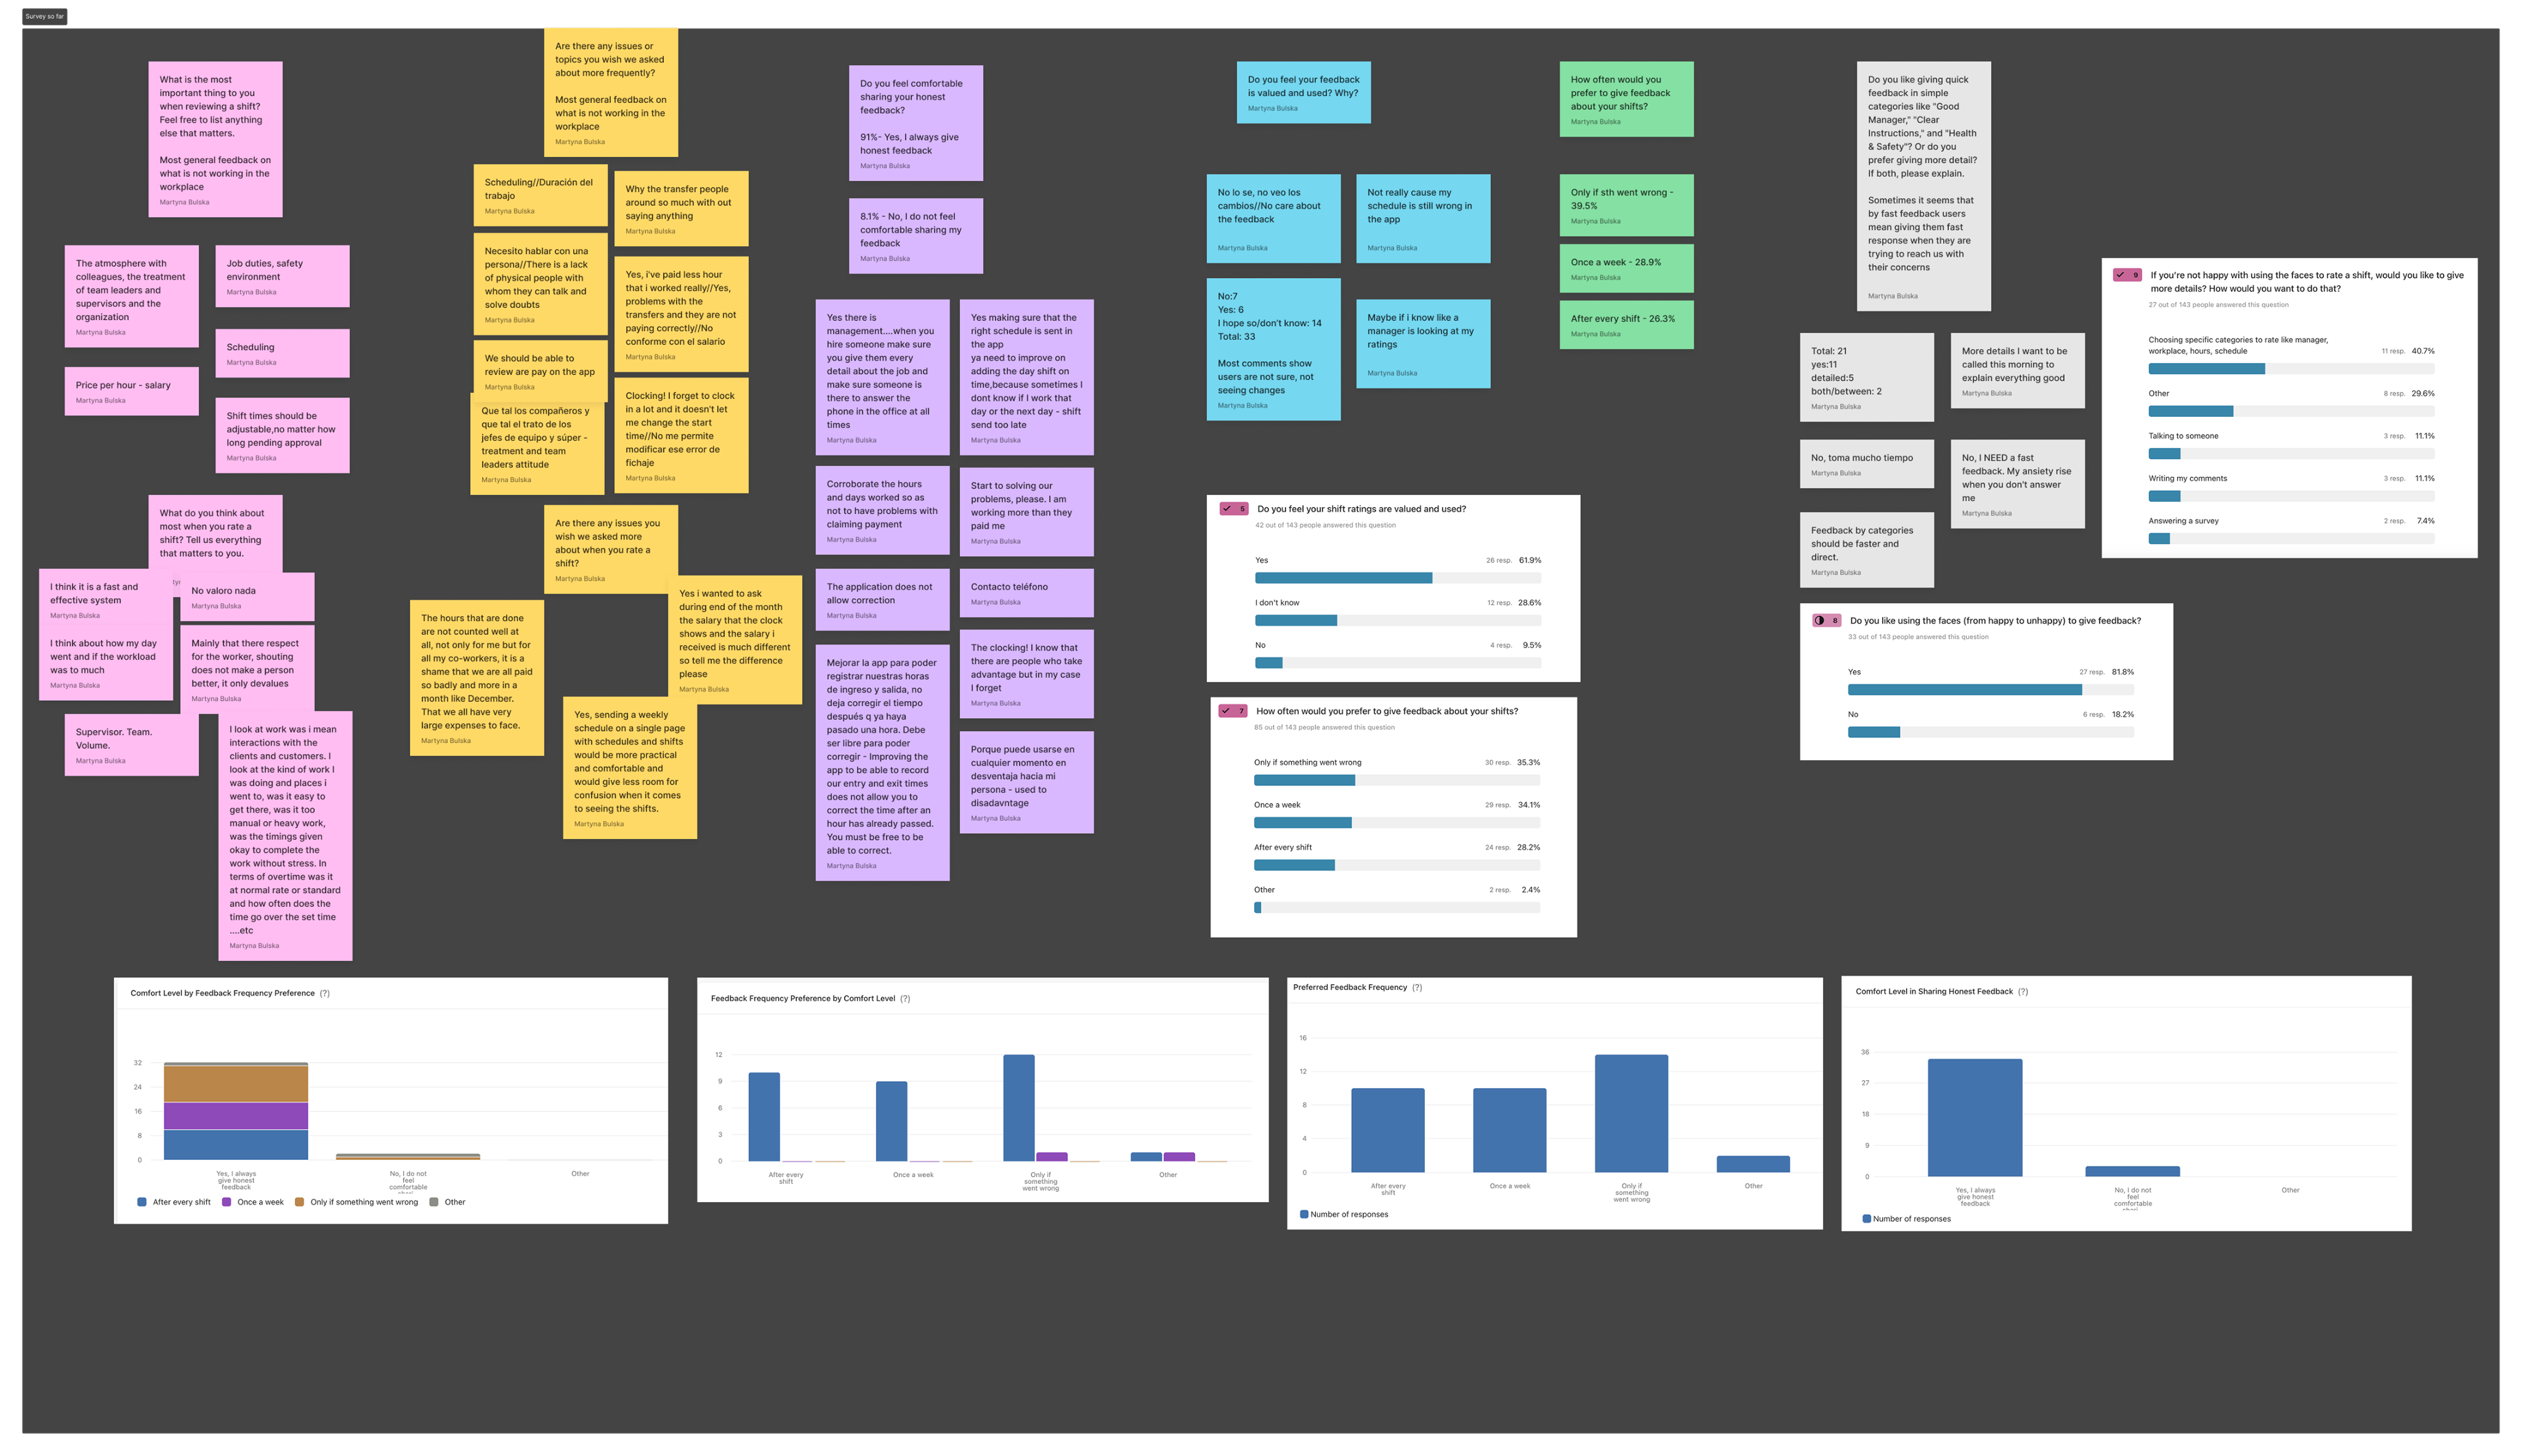 Survey so far
What is the most
important thing to you
when reviewing a shift?
Feel free to list anything
else that matters.
Most general feedback on
what is not working in the
workplace
Martyna Bulska
The atmosphere with
colleagues, the treatment
of team leaders and
supervisors and the
organization
Martyna Bulska
Job duties, safety
environment
Martyna Bulska
Scheduling
Martyna Bulska
Price per hour - salary
Martyna Bulska
Shift times should be
adjustable,no matter how
long pending approval
Martyna Bulska
What do you think about
most when you rate a
shift? Tell us everything
that matters to you.
I think it is a fast and
effective system
Martyna Bulska
No valoro nada
Martyna Bulska
I think about how my day
went and if the workload
was to much
Martyna Bulska
Mainly that there respect
for the worker, shouting
does not make a person
better, it only devalues
Martyna Bulska
Supervisor. Team.
Volume.
Martyna Bulska
I look at work was i mean
interactions with the
clients and customers. I
look at the kind of work I
was doing and places i
went to, was it easy to
get there, was it too
manual or heavy work,
was the timings given
okay to complete the
work without stress. In
terms of overtime was it
at normal rate or standard
and how often does the
time go over the set time
....etc
Martyna Bulska
Are there any issues or
topics you wish we asked
about more frequently?
Most general feedback on
what is not working in the
workplace
Martyna Bulska
Scheduling//Duración del
trabajo
Martyna Bulska
Why the transfer people
around so much with out
saying anything
Martyna Bulska
Necesito hablar con una
persona//There is a lack
of physical people with
whom they can talk and
solve doubts
Martyna Bulska
Yes, i've paid less hour
that i worked really//Yes,
problems with the
transfers and they are not
paying correctly//No
conforme con el salario
Martyna Bulska
We should be able to
review are pay on the app
Martyna Bulska
Que tal los compañeros y
que tal el trato de los
jefes de equipo y súper -
treatment and team
leaders attitude
Martyna Bulska
Clocking! I forget to clock
in a lot and it doesn't let
me change the start
time//No me permite
modificar ese error de
fichaje
Martyna Bulska
Are there any issues you
wish we asked more
about when you rate a
shift?
Martyna Bulska
The hours that are done
are not counted well at
all, not only for me but for
all my co-workers, it is a
shame that we are all paid
so badly and more in a
month like December.
That we all have very
large expenses to face.
Martyna Bulska
Yes i wanted to ask
during end of the month
the salary that the clock
shows and the salary i
received is much different
so tell me the difference
please
Martyna Bulska
Yes, sending a weekly
schedule on a single page
with schedules and shifts
would be more practical
and comfortable and
would give less room for
confusion when it comes
to seeing the shifts.
Martyna Bulska
Do you feel comfortable
sharing your honest
feedback?
91%- Yes, I always give
honest feedback
Martyna Bulska
8.1% - No, I do not feel
comfortable sharing my
feedback
Martyna Bulska
Yes there is
management....when you
hire someone make sure
you give them every
detail about the job and
make sure someone is
there to answer the
phone in the office at all
times
Martyna Bulska
Yes making sure that the
right schedule is sent in
the app
ya need to improve on
adding the day shift on
time,because sometimes I
dont know if I work that
day or the next day - shift
send too late
Martyna Bulska
Corroborate the hours
and days worked so as
not to have problems with
claiming payment
Martyna Bulska
Start to solving our
problems, please. I am
working more than they
paid me
Martyna Bulska
The application does not
allow correction
Martyna Bulska
Contacto teléfono
Martyna Bulska
Mejorar la app para poder
registrar nuestras horas
de ingreso y salida, no
deja corregir el tiempo
después q ya haya
pasado una hora. Debe
ser libre para poder
corregir - Improving the
app to be able to record
our entry and exit times
does not allow you to
correct the time after an
hour has already passed.
You must be free to be
able to correct.
Martyna Bulska
The clocking! I know that
there are people who take
advantage but in my case
I forget
Martyna Bulska
Porque puede usarse en
cualquier momento en
desventaja hacia mi
persona - used to
disadavntage
Martyna Bulska
Do you feel your feedback
is valued and used? Why?
Martyna Bulska
No lo se, no veo los
cambios//No care about
the feedback
Martyna Bulska
Not really cause my
schedule is still wrong in
the app
Martyna Bulska
No:7
Yes: 6
I hope so/don't know: 14
Total: 33
Most comments show
users are not sure, not
seeing changes
Martyna Bulska
Maybe if i know like a
manager is looking at my
ratings
Martyna Bulska
How often would you
prefer to give feedback
about your shifts?
Martyna Bulska
Only if sth went wrong -
39.5%
Martyna Bulska
Once a week - 28.9%
Martyna Bulska
After every shift - 26.3%
Martyna Bulska
5 Do you feel your shift ratings are valued and used?
42 out of 143 people answered this question
Yes 26 resp. 61.9%
I don't know 12 resp. 28.6%
No 4 resp. 9.5%
7 How often would you prefer to give feedback about your shifts?
85 out of 143 people answered this question
Only if something went wrong 30 resp. 35.3%
Once a week 29 resp. 34.1%
After every shift 24 resp. 28.2%
Other 2 resp. 2.4%
Do you like giving quick
feedback in simple
categories like "Good
Manager," "Clear
Instructions," and "Health
& Safety"? Or do you
prefer giving more detail?
If both, please explain.
Sometimes it seems that
by fast feedback users
mean giving them fast
response when they are
trying to reach us with
their concerns
Martyna Bulska
Total: 21
yes:11
detailed:5
both/between: 2
Martyna Bulska
More details I want to be
called this morning to
explain everything good
Martyna Bulska
No, toma mucho tiempo
Martyna Bulska
No, I NEED a fast
feedback. My ansiety rise
when you don't answer
me
Martyna Bulska
Feedback by categories
should be faster and
direct.
Martyna Bulska
9 If you're not happy with using the faces to rate a shift, would you like to give
more details? How would you want to do that?
27 out of 143 people answered this question
Choosing specific categories to rate like manager,
workplace, hours, schedule 11 resp. 40.7%
Other 8 resp. 29.6%
Talking to someone 3 resp. 11.1%
Writing my comments 3 resp. 11.1%
Answering a survey 2 resp. 7.4%
8 Do you like using the faces (from happy to unhappy) to give feedback?
33 out of 143 people answered this question
Yes 27 resp. 81.8%
No 6 resp. 18.2%
Comfort Level by Feedback Frequency Preference (?)
32
24
16
8
0
Yes, I always
give honest
feedback
No, I do not
feel
comfortable
Other
After every shift Once a week Only if something went wrong Other
Feedback Frequency Preference by Comfort Level (?)
12
9
6
3
0
After every
shift
Once a week
Only if
something
went wrong
Other
Preferred Feedback Frequency (?)
16
12
8
4
0
After every
shift
Once a week
Only if
something
went wrong
Other
Number of responses
Comfort Level in Sharing Honest Feedback (?)
36
27
18
9
0
Yes, I always
give honest
feedback
No, I do not
feel
comfortable
Other
Number of responses